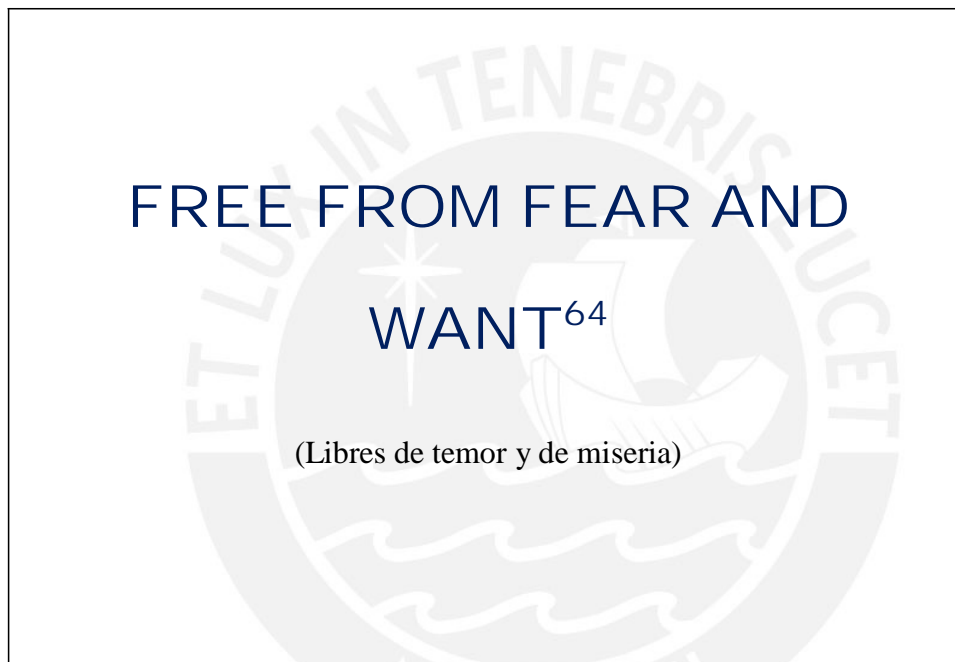 ET LUX IN TENEBRIS LUCET
FREE FROM FEAR AND
WANT⁶⁴
(Libres de temor y de miseria)